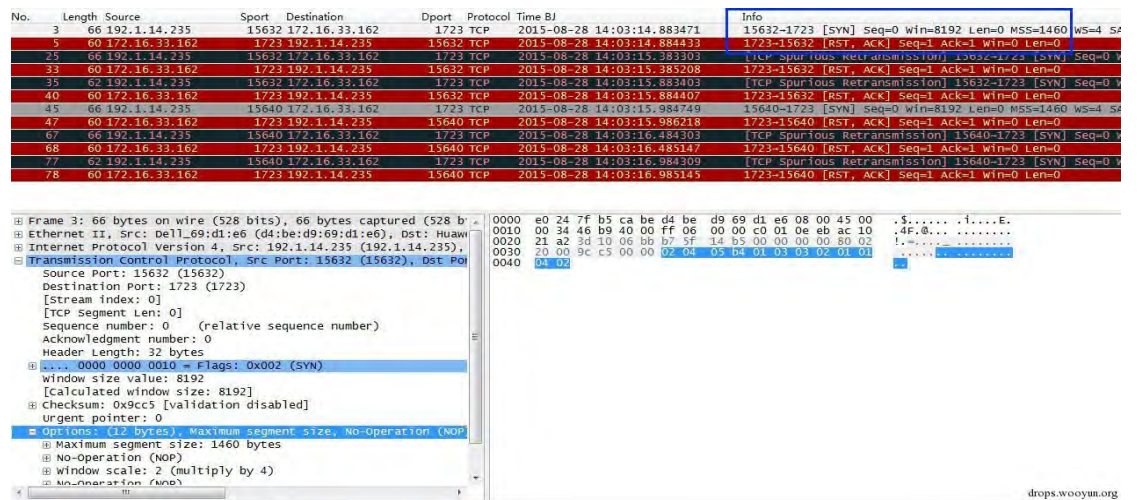 No. Length Source Sport Destination Dport Protocol Time BJ Info
3 66 192.1.14.235 15632 172.16.33.162 1723 TCP 2015-08-28 14:03:14.883471 15632→1723 [SYN] Seq=0 Win=8192 Len=0 MSS=1460 WS=4 SA
5 60 172.16.33.162 1723 192.1.14.235 15632 TCP 2015-08-28 14:03:14.884433 1723→15632 [RST, ACK] Seq=1 Ack=1 Win=0 Len=0
25 66 192.1.14.235 15632 172.16.33.162 1723 TCP 2015-08-28 14:03:15.383303 [TCP Spurious Retransmission] 15632→1723 [SYN] Seq=0 W
33 60 172.16.33.162 1723 192.1.14.235 15632 TCP 2015-08-28 14:03:15.385208 1723→15632 [RST, ACK] Seq=1 Ack=1 Win=0 Len=0
35 62 192.1.14.235 15632 172.16.33.162 1723 TCP 2015-08-28 14:03:15.883403 [TCP Spurious Retransmission] 15632→1723 [SYN] Seq=0 W
40 60 172.16.33.162 1723 192.1.14.235 15632 TCP 2015-08-28 14:03:15.884407 1723→15632 [RST, ACK] Seq=1 Ack=1 Win=0 Len=0
45 66 192.1.14.235 15640 172.16.33.162 1723 TCP 2015-08-28 14:03:15.984749 15640→1723 [SYN] Seq=0 Win=8192 Len=0 MSS=1460 WS=4 SA
47 60 172.16.33.162 1723 192.1.14.235 15640 TCP 2015-08-28 14:03:15.986218 1723→15640 [RST, ACK] Seq=1 Ack=1 Win=0 Len=0
67 66 192.1.14.235 15640 172.16.33.162 1723 TCP 2015-08-28 14:03:16.484303 [TCP Spurious Retransmission] 15640→1723 [SYN] Seq=0 W
68 60 172.16.33.162 1723 192.1.14.235 15640 TCP 2015-08-28 14:03:16.485147 1723→15640 [RST, ACK] Seq=1 Ack=1 Win=0 Len=0
77 62 192.1.14.235 15640 172.16.33.162 1723 TCP 2015-08-28 14:03:16.984309 [TCP Spurious Retransmission] 15640→1723 [SYN] Seq=0 W
78 60 172.16.33.162 1723 192.1.14.235 15640 TCP 2015-08-28 14:03:16.985145 1723→15640 [RST, ACK] Seq=1 Ack=1 Win=0 Len=0
Frame 3: 66 bytes on wire (528 bits), 66 bytes captured (528 b
Ethernet II, Src: Dell_69:d1:e6 (d4:be:d9:69:d1:e6), Dst: Huawe
Internet Protocol Version 4, Src: 192.1.14.235 (192.1.14.235),
Transmission Control Protocol, Src Port: 15632 (15632), Dst Por
Source Port: 15632 (15632)
Destination Port: 1723 (1723)
[Stream index: 0]
[TCP Segment Len: 0]
Sequence number: 0 (relative sequence number)
Acknowledgment number: 0
Header Length: 32 bytes
.... 0000 0000 0010 = Flags: 0x002 (SYN)
Window size value: 8192
[Calculated window size: 8192]
Checksum: 0x9cc5 [validation disabled]
Urgent pointer: 0
Options: (12 bytes), Maximum segment size, No-Operation (NOP
Maximum segment size: 1460 bytes
No-Operation (NOP)
Window scale: 2 (multiply by 4)
No-Operation (NOP)
0000 e0 24 7f b5 ca be d4 be d9 69 d1 e6 08 00 45 00 .$...... .i....E.
0010 00 34 46 b9 40 00 ff 06 00 00 c0 01 0e eb ac 10 .4F.@... ........
0020 21 a2 3d 10 06 bb b7 5f 14 b5 00 00 00 00 80 02 !.=...._ ........
0030 20 00 9c c5 00 00 02 04 05 b4 01 03 03 02 01 01 ....... ........
0040 04 02 ..
drops.wooyun.org